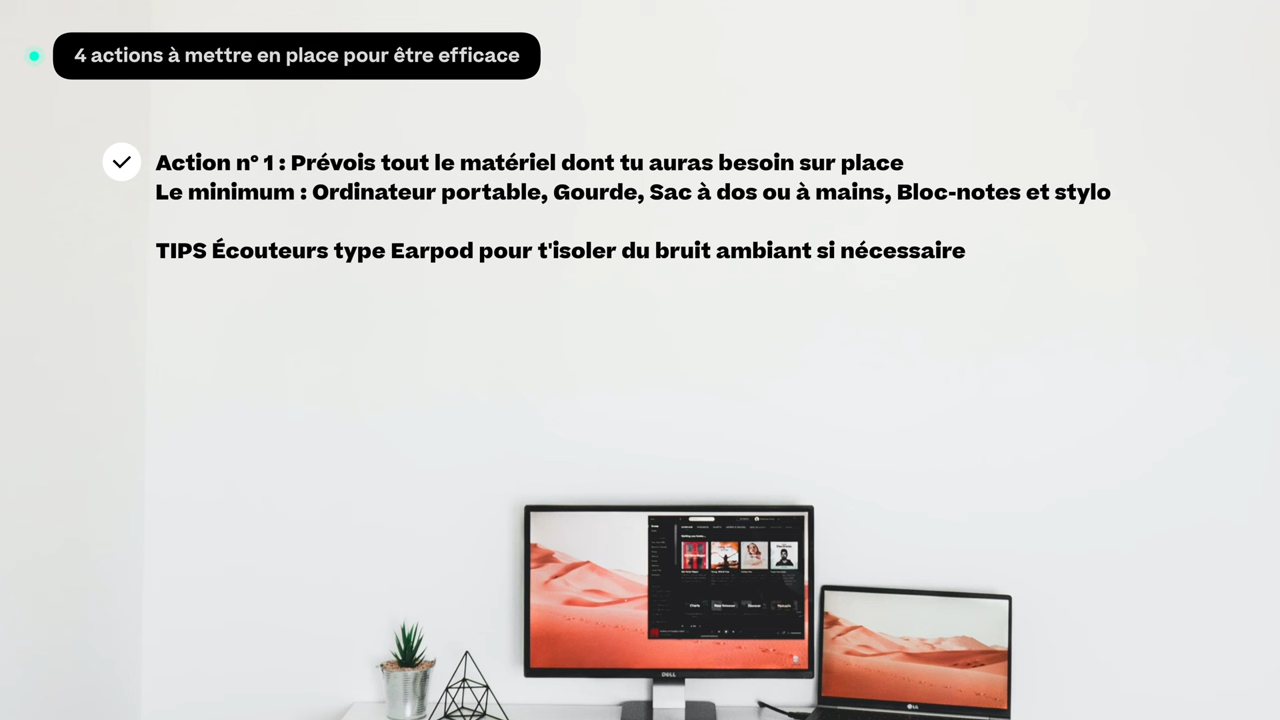 4 actions à mettre en place pour être efficace
Action n° 1 : Prévois tout le matériel dont tu auras besoin sur place
Le minimum : Ordinateur portable, Gourde, Sac à dos ou à mains, Bloc-notes et stylo
TIPS Écouteurs type Earpod pour t'isoler du bruit ambiant si nécessaire
DELL
LG